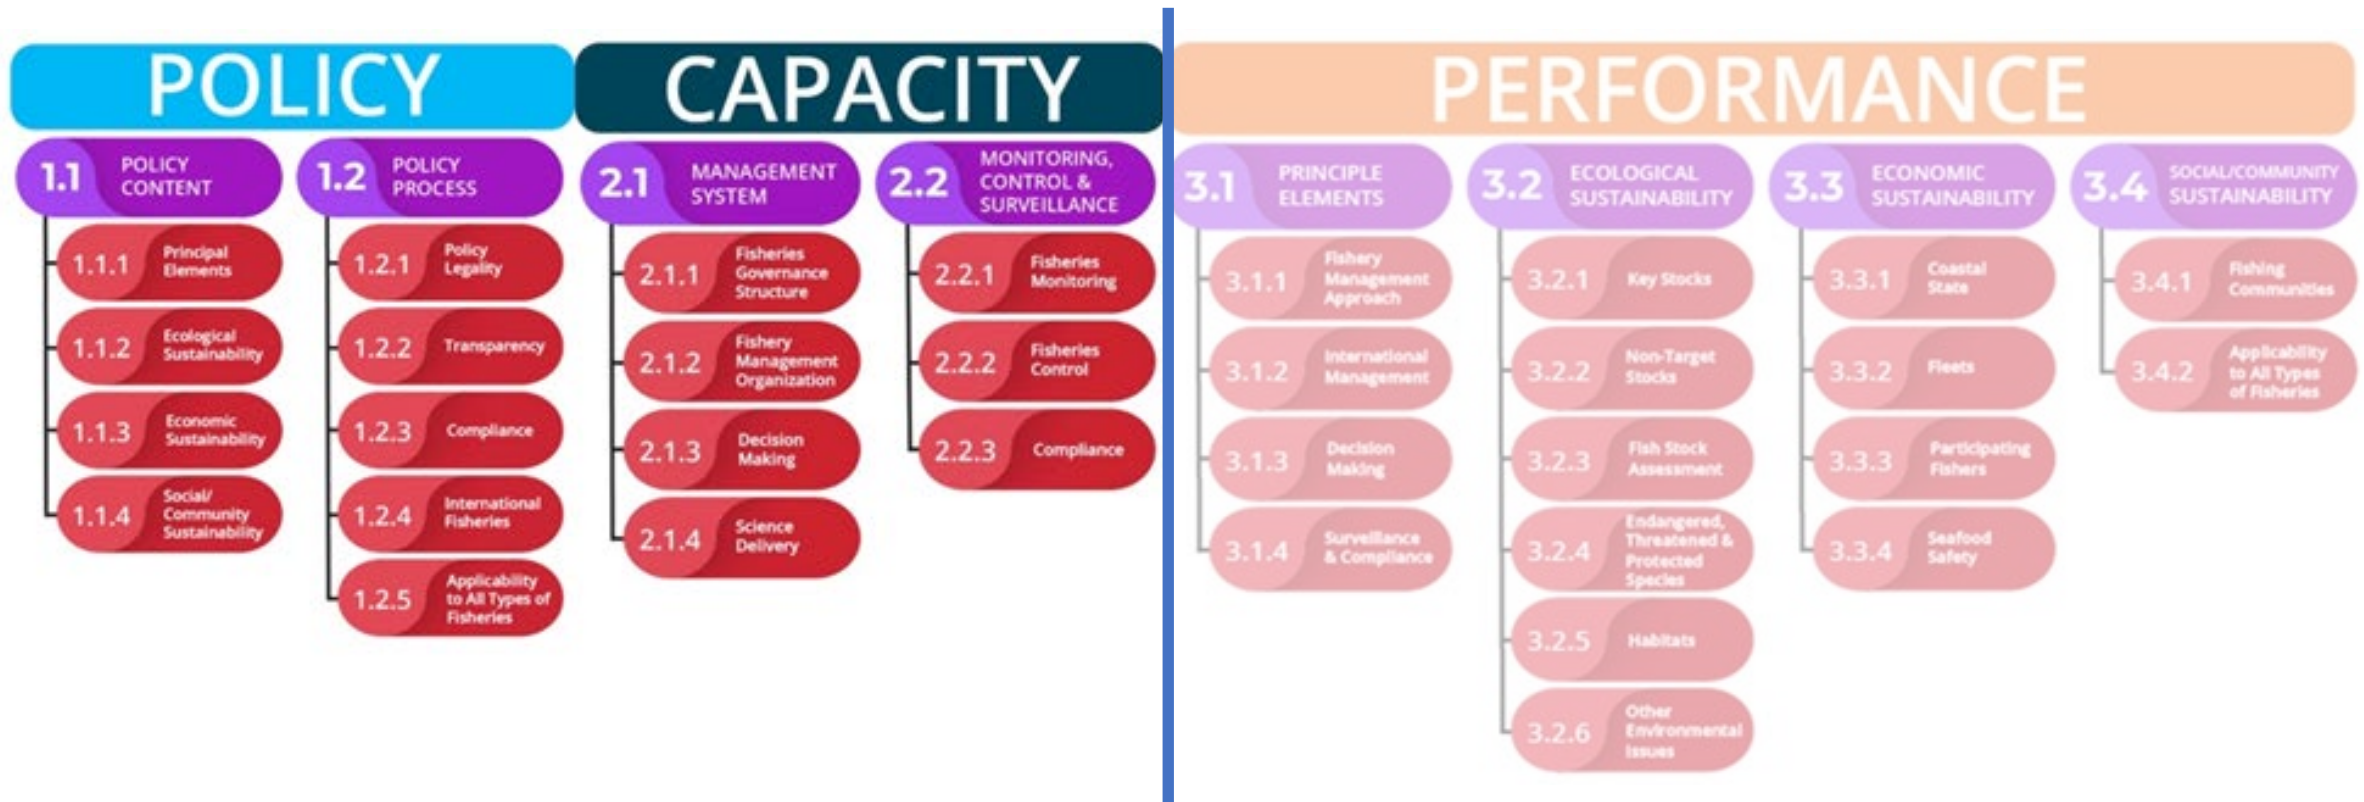 POLICY
CAPACITY
PERFORMANCE
1.1
POLICY
CONTENT
1.1.1
Principal
Elements
1.1.2
Ecological
Sustainability
1.1.3
Economic
Sustainability
1.1.4
Social/
Community
Sustainability
1.2
POLICY
PROCESS
1.2.1
Policy
Legality
1.2.2
Transparency
1.2.3
Compliance
1.2.4
International
Fisheries
1.2.5
Applicability
to All Types of
Fisheries
2.1
MANAGEMENT
SYSTEM
2.1.1
Fisheries
Governance
Structure
2.1.2
Fishery
Management
Organization
2.1.3
Decision
Making
2.1.4
Science
Delivery
2.2
MONITORING,
CONTROL &
SURVEILLANCE
2.2.1
Fisheries
Monitoring
2.2.2
Fisheries
Control
2.2.3
Compliance
3.1
PRINCIPLE
ELEMENTS
3.1.1
Fishery
Management
Approach
3.1.2
International
Management
3.1.3
Decision
Making
3.1.4
Surveillance
& Compliance
3.2
ECOLOGICAL
SUSTAINABILITY
3.2.1
Key Stocks
3.2.2
Non-Target
Stocks
3.2.3
Fish Stock
Assessment
3.2.4
Endangered,
Threatened &
Protected
Species
3.2.5
Habitats
3.2.6
Other
Environmental
Issues
3.3
ECONOMIC
SUSTAINABILITY
3.3.1
Coastal
State
3.3.2
Fleets
3.3.3
Participating
Fishers
3.3.4
Seafood
Safety
3.4
SOCIAL/COMMUNITY
SUSTAINABILITY
3.4.1
Fishing
Communities
3.4.2
Applicability
to All Types
of Fisheries